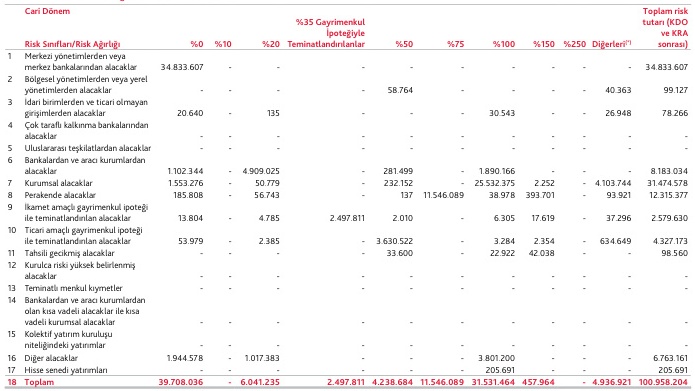 Cari Dönem
Toplam risk
%35 Gayrimenkul tutarı (KDO
İpoteğiyle ve KRA
Risk Sınıfları/Risk Ağırlığı %0 %10 %20 Teminatlandırılanlar %50 %75 %100 %150 %250 Diğerleri(*) sonrası)
1 Merkezi yönetimlerden veya
merkez bankalarından alacaklar 34.833.607 - - - - - - - - - 34.833.607
2 Bölgesel yönetimlerden veya yerel
yönetimlerden alacaklar - - - - 58.764 - - - - 40.363 99.127
3 İdari birimlerden ve ticari olmayan
girişimlerden alacaklar 20.640 - 135 - - - 30.543 - - 26.948 78.266
4 Çok taraflı kalkınma bankalarından
alacaklar - - - - - - - - - - -
5 Uluslararası teşkilatlardan alacaklar - - - - - - - - - - -
6 Bankalardan ve aracı kurumlardan
alacaklar 1.102.344 - 4.909.025 - 281.499 - 1.890.166 - - - 8.183.034
7 Kurumsal alacaklar 1.553.276 - 50.779 - 232.152 - 25.532.375 2.252 - 4.103.744 31.474.578
8 Perakende alacaklar 185.808 - 56.743 - 137 11.546.089 38.978 393.701 - 93.921 12.315.377
9 İkamet amaçlı gayrimenkul ipoteği
ile teminatlandırılan alacaklar 13.804 - 4.785 2.497.811 2.010 - 6.305 17.619 - 37.296 2.579.630
10 Ticari amaçlı gayrimenkul ipoteği
ile teminatlandırılan alacaklar 53.979 - 2.385 - 3.630.522 - 3.284 2.354 - 634.649 4.327.173
11 Tahsili gecikmiş alacaklar - - - - 33.600 - 22.922 42.038 - - 98.560
12 Kurulca riski yüksek belirlenmiş
alacaklar - - - - - - - - - - -
13 Teminatlı menkul kıymetler - - - - - - - - - - -
14 Bankalardan ve aracı kurumlardan
olan kısa vadeli alacaklar ile kısa
vadeli kurumsal alacaklar - - - - - - - - - - -
15 Kolektif yatırım kuruluşu
niteliğindeki yatırımlar - - - - - - - - - - -
16 Diğer alacaklar 1.944.578 - 1.017.383 - - - 3.801.200 - - - 6.763.161
17 Hisse senedi yatırımları - - - - - - 205.691 - - - 205.691
18 Toplam 39.708.036 - 6.041.235 2.497.811 4.238.684 11.546.089 31.531.464 457.964 - 4.936.921 100.958.204